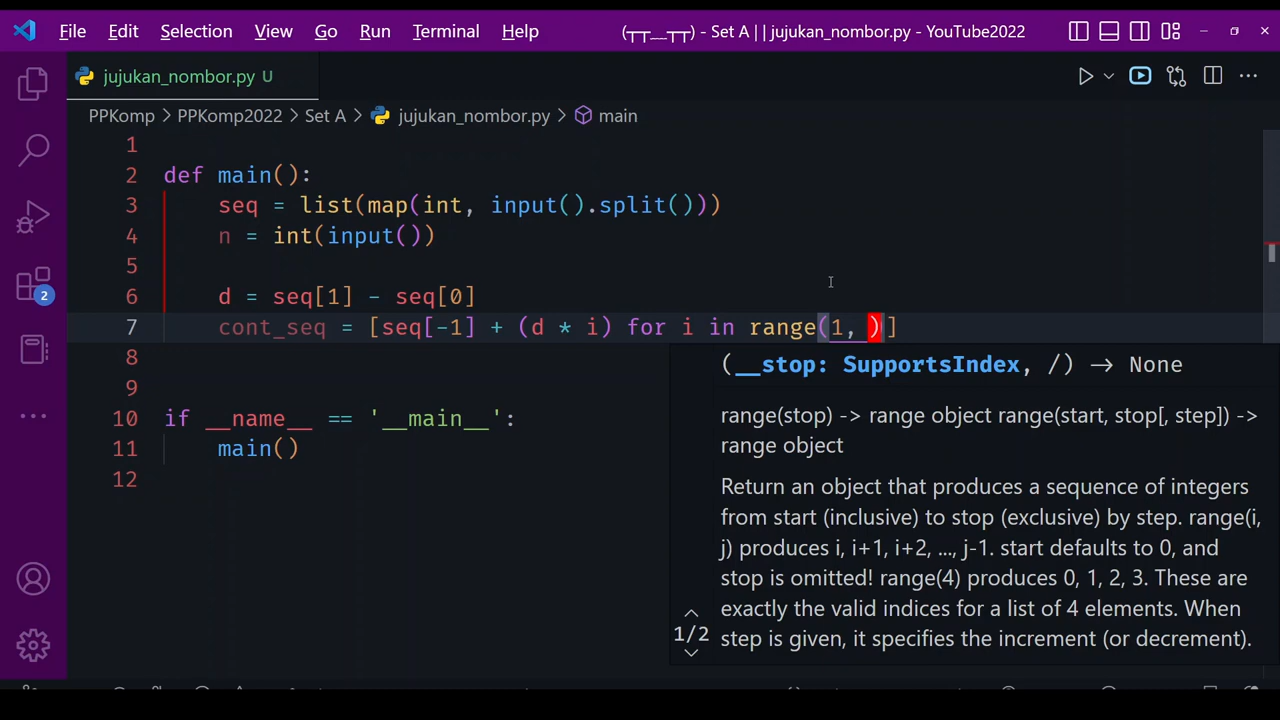 File Edit Selection View Go Run Terminal Help (┬┬﹏┬┬) - Set A || jujukan_nombor.py - YouTube2022
jujukan_nombor.py U
PPKomp > PPKomp2022 > Set A > jujukan_nombor.py > main
1
2 def main():
3 seq = list(map(int, input().split()))
4 n = int(input())
5
6 d = seq[1] - seq[0]
7 cont_seq = [seq[-1] + (d * i) for i in range(1, )]
8
9
10 if __name__ == '__main__':
11 main()
12
2
(__stop: SupportsIndex, /) -> None
range(stop) -> range object range(start, stop[, step]) ->
range object
Return an object that produces a sequence of integers
from start (inclusive) to stop (exclusive) by step. range(i,
j) produces i, i+1, i+2, ..., j-1. start defaults to 0, and
stop is omitted! range(4) produces 0, 1, 2, 3. These are
exactly the valid indices for a list of 4 elements. When
step is given, it specifies the increment (or decrement).
1/2